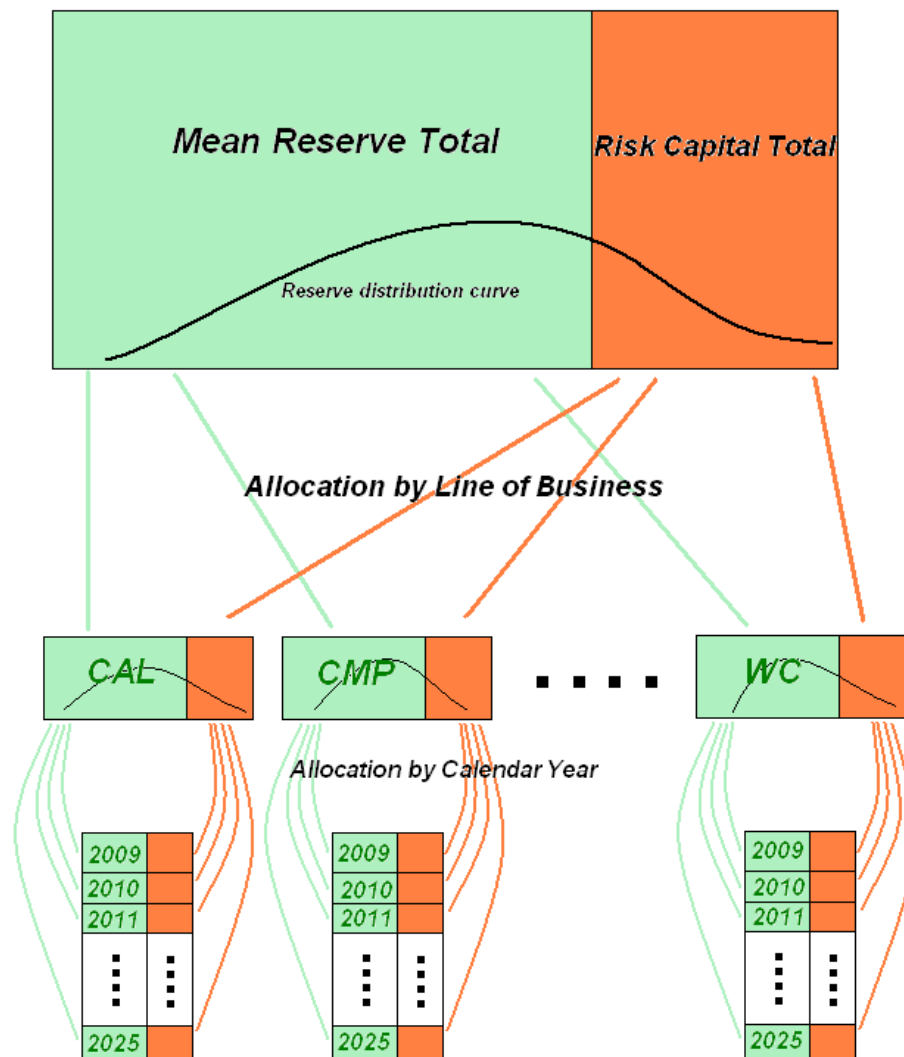 Mean Reserve Total
Risk Capital Total
Reserve distribution curve
Allocation by Line of Business
CAL
CMP
WC
Allocation by Calendar Year
2009
2010
2011
2025
2009
2010
2011
2025
2009
2010
2011
2025